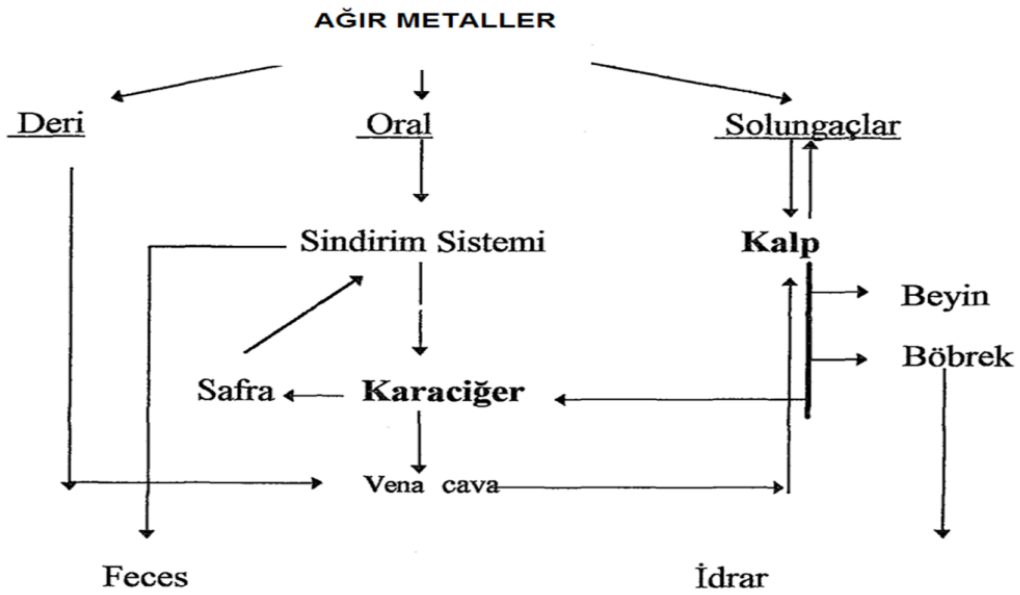 AĞIR METALLER
Deri
Oral
Solungaçlar
Sindirim Sistemi
Kalp
Beyin
Böbrek
Safra
Karaciğer
Vena cava
Feces
İdrar